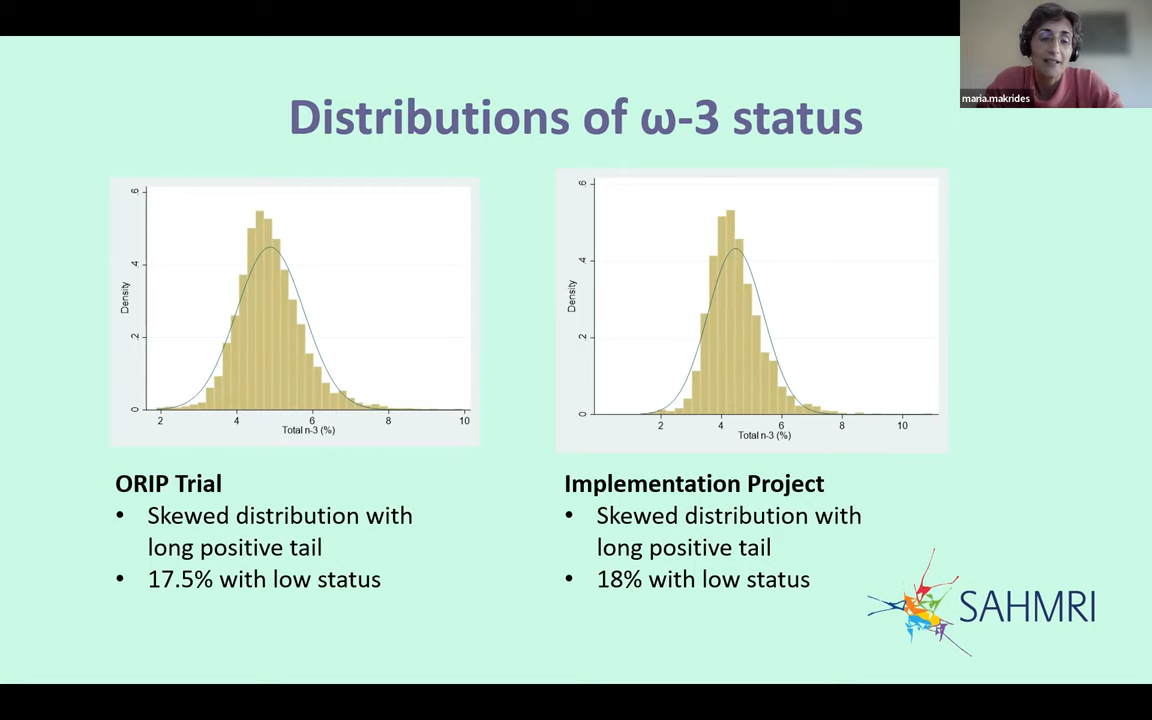 maria.makrides
Distributions of ω-3 status
.6
.4
.2
0
Density
2 4 6 8 10
Total n-3 (%)
.6
.4
.2
0
Density
2 4 6 8 10
Total n-3 (%)
ORIP Trial
• Skewed distribution with
long positive tail
• 17.5% with low status
Implementation Project
• Skewed distribution with
long positive tail
• 18% with low status
SAHMRI